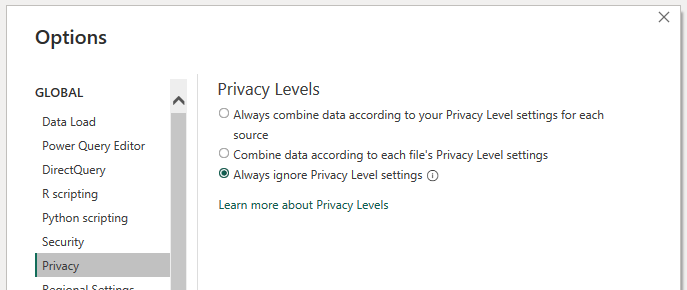 Options
GLOBAL
Data Load
Power Query Editor
DirectQuery
R scripting
Python scripting
Security
Privacy
Regional Settings
Privacy Levels
Always combine data according to your Privacy Level settings for each
source
Combine data according to each file's Privacy Level settings
Always ignore Privacy Level settings
Learn more about Privacy Levels